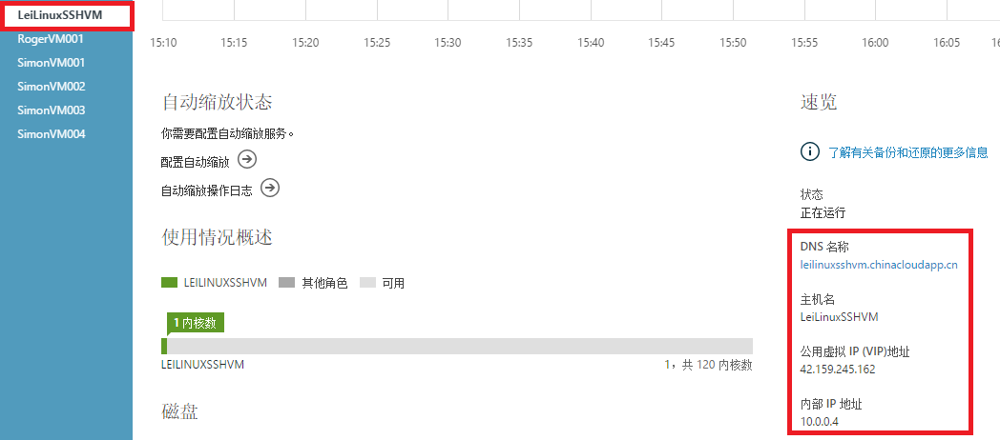 LeiLinuxSSHVM
RogerVM001
SimonVM001
SimonVM002
SimonVM003
SimonVM004
15:10 15:15 15:20 15:25 15:30 15:35 15:40 15:45 15:50 15:55 16:00 16:05
自动缩放状态
你需要配置自动缩放服务。
配置自动缩放
自动缩放操作日志
使用情况概述
LEILINUXSSHVM 其他角色 可用
1 内核数
LEILINUXSSHVM 1，共 120 内核数
磁盘
速览
了解有关备份和还原的更多信息
状态
正在运行
DNS 名称
leilinuxsshvm.chinacloudapp.cn
主机名
LeiLinuxSSHVM
公用虚拟 IP (VIP)地址
42.159.245.162
内部 IP 地址
10.0.0.4